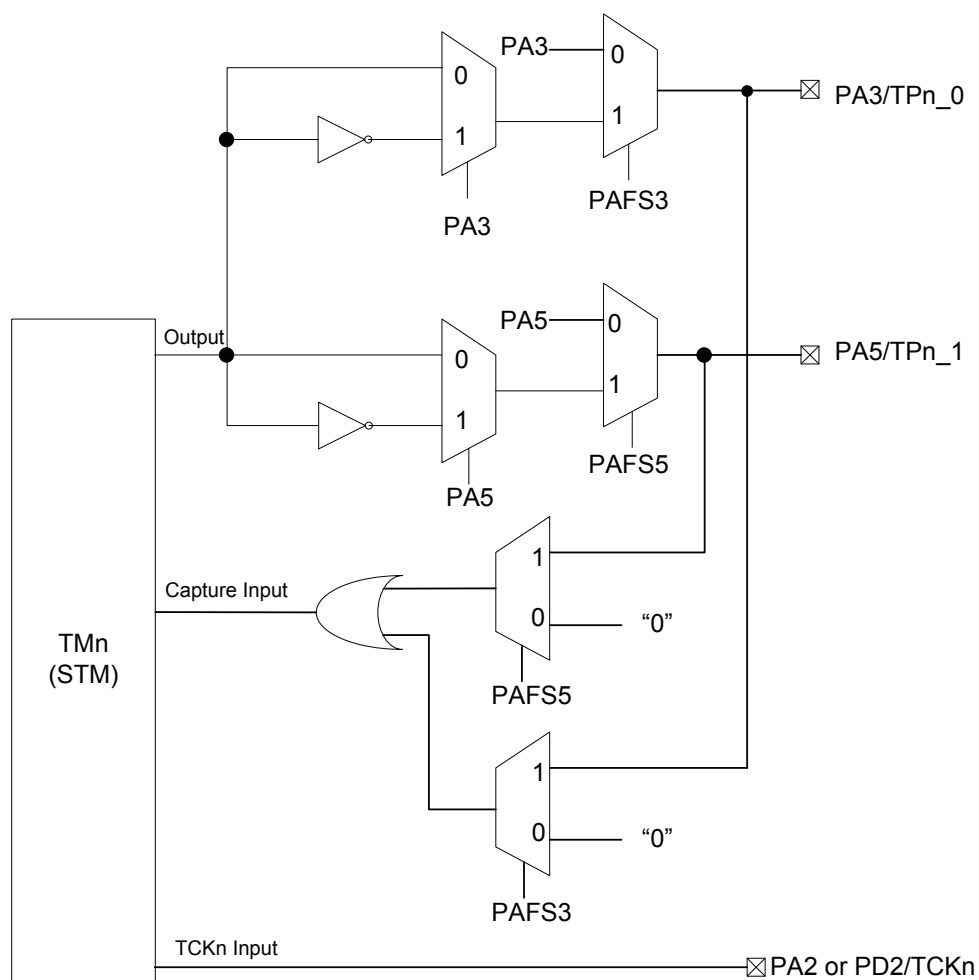 PA3
0
0
1
1
PA3/TPn_0
PAFS3
PA3
Output
PA5
0
0
1
1
PA5/TPn_1
PAFS5
PA5
1
Capture Input
0
"0"
TMn
(STM)
PAFS5
1
0
"0"
PAFS3
TCKn Input
PA2 or PD2/TCKn